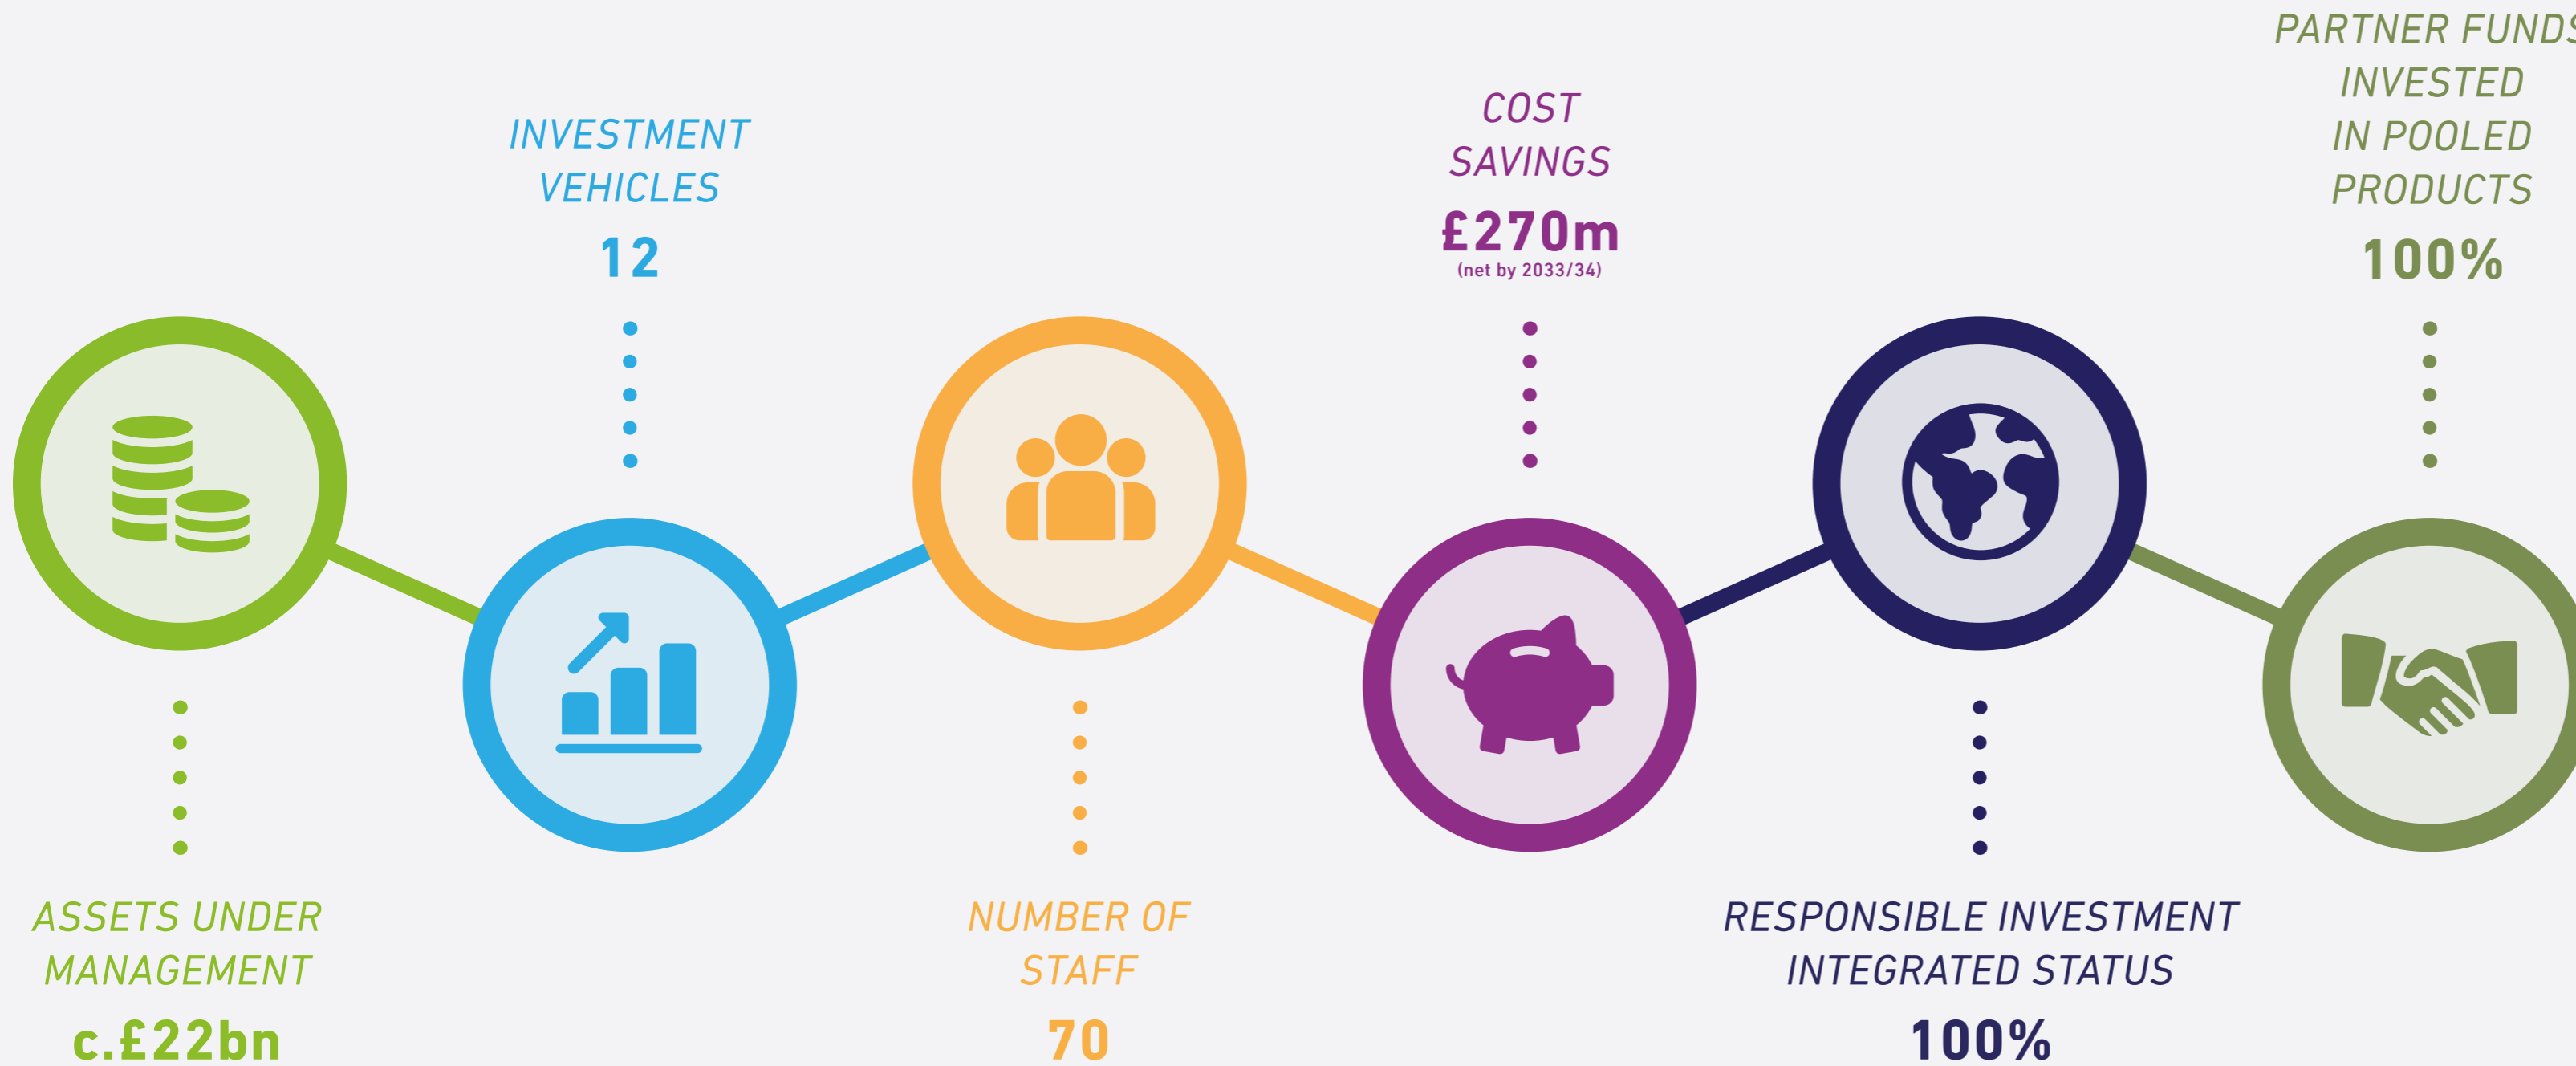 ASSETS UNDER
MANAGEMENT
c.£22bn
INVESTMENT
VEHICLES
12
NUMBER OF
STAFF
70
COST
SAVINGS
£270m
(net by 2033/34)
RESPONSIBLE INVESTMENT
INTEGRATED STATUS
100%
PARTNER FUNDS
INVESTED
IN POOLED
PRODUCTS
100%